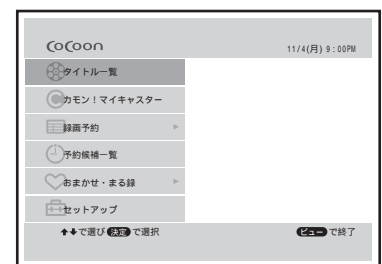 CoCoon
11/4(月) 9:00PM
タイトル一覧
カモン！マイキャスター
録画予約
予約候補一覧
おまかせ・まる録
セットアップ
↑↓で選び 決定 で選択
ビュー で終了